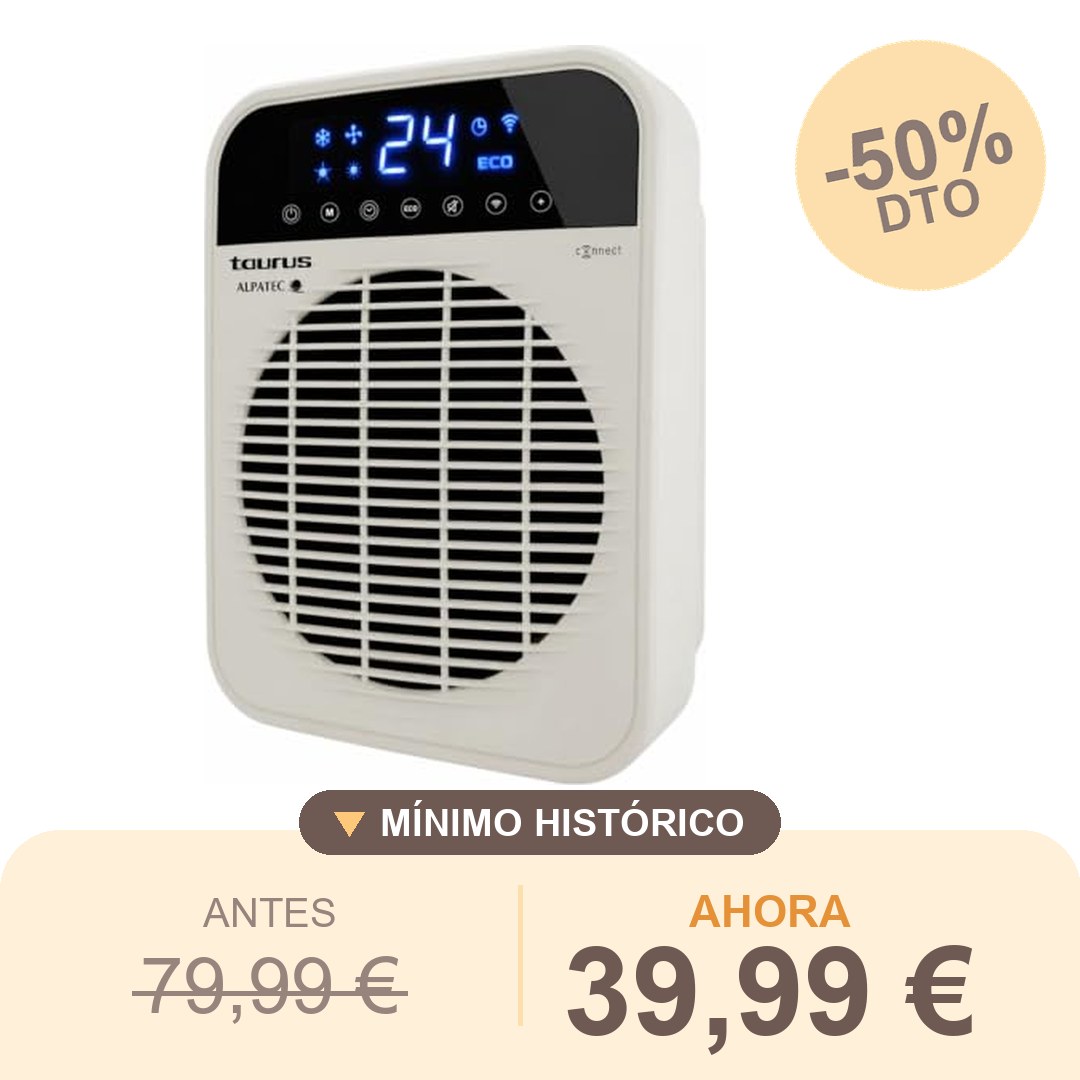 -50%
DTO
24
ECO
M
ECO
taurus
ALPATEC
connect
MÍNIMO HISTÓRICO
ANTES
AHORA
79,99 €
39,99 €